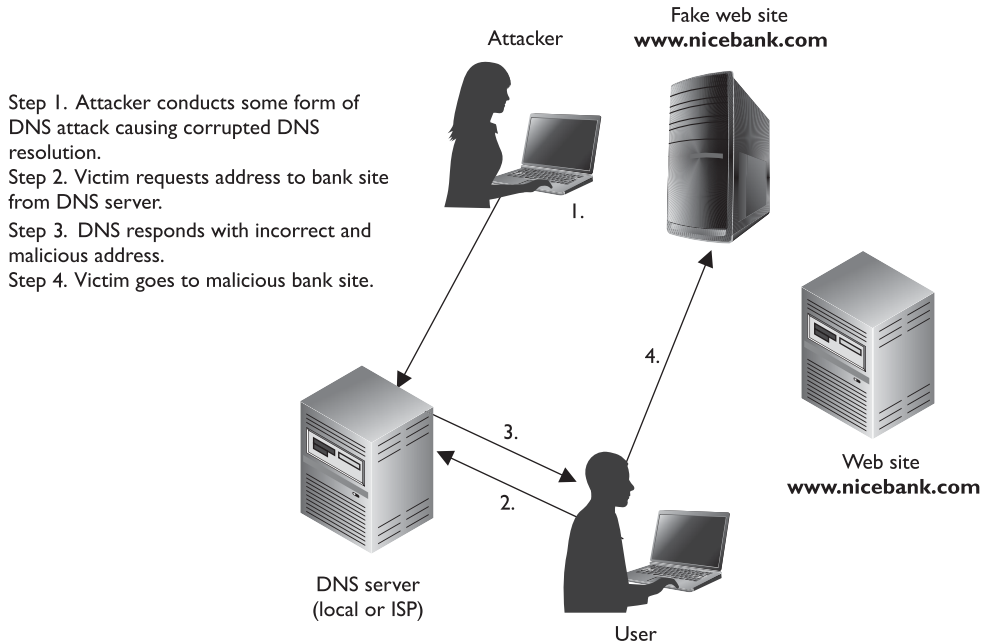 Fake web site
www.nicebank.com
Attacker
Step 1. Attacker conducts some form of
DNS attack causing corrupted DNS
resolution.
Step 2. Victim requests address to bank site
from DNS server.
Step 3. DNS responds with incorrect and
malicious address.
Step 4. Victim goes to malicious bank site.
1.
4.
3.
2.
Web site
www.nicebank.com
DNS server
(local or ISP)
User